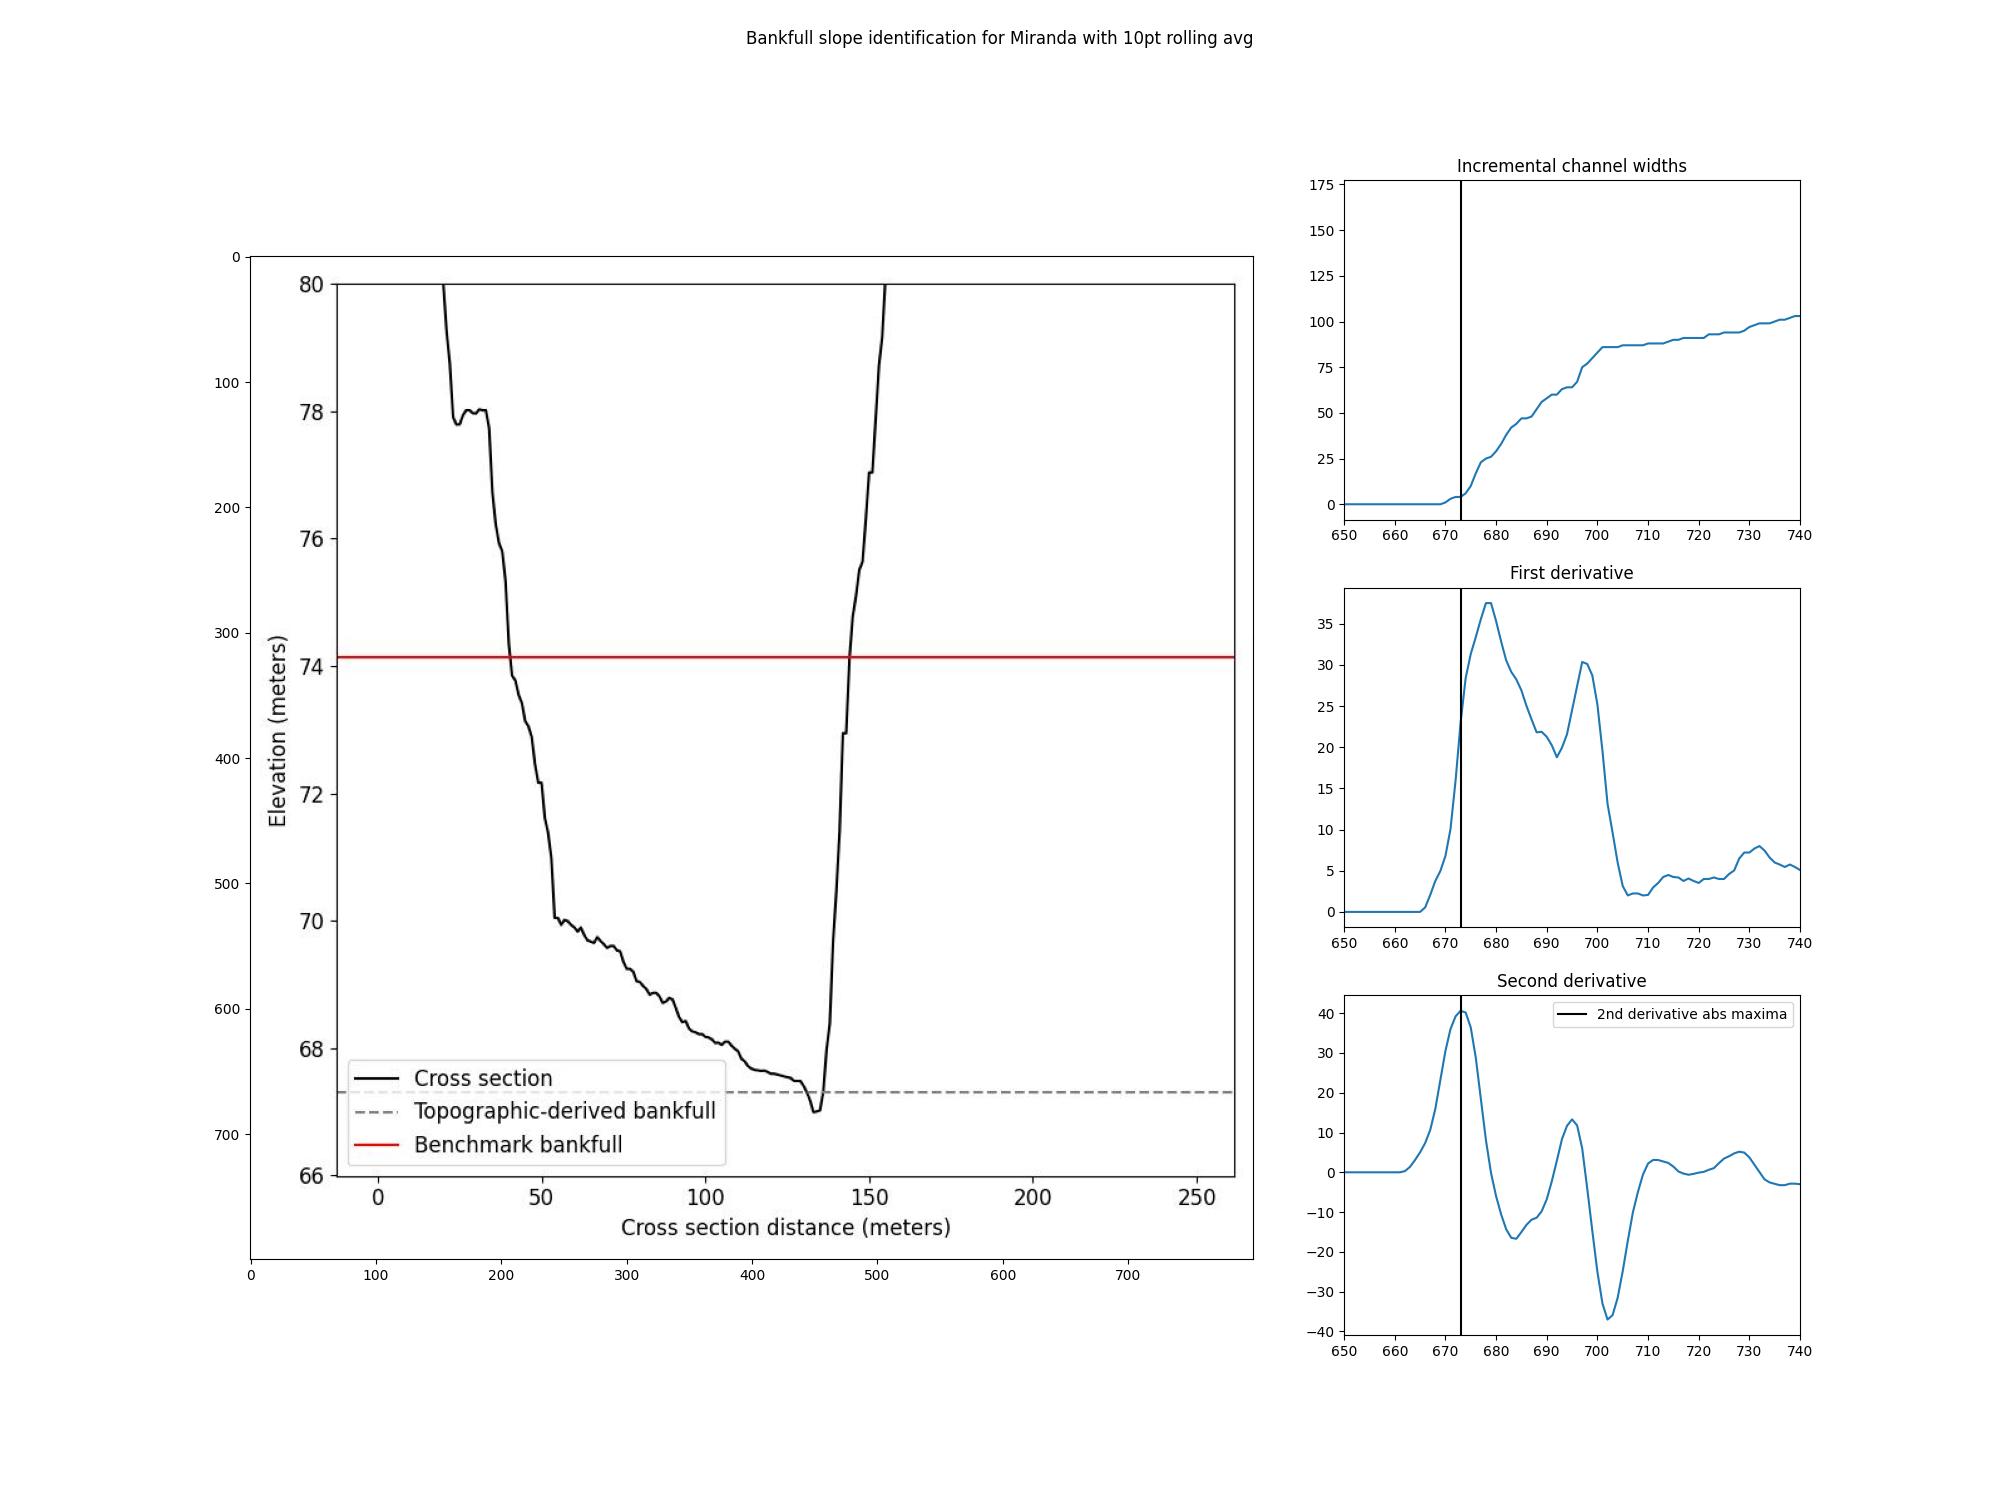 Bankfull slope identification for Miranda with 10pt rolling avg
0
100
200
300
400
500
600
700
80
78
76
74
72
70
68
66
Elevation (meters)
Cross section
Topographic-derived bankfull
Benchmark bankfull
0 50 100 150 200 250
Cross section distance (meters)
0 100 200 300 400 500 600 700
Incremental channel widths
175
150
125
100
75
50
25
0
650 660 670 680 690 700 710 720 730 740
First derivative
35
30
25
20
15
10
5
0
650 660 670 680 690 700 710 720 730 740
Second derivative
2nd derivative abs maxima
40
30
20
10
0
−10
−20
−30
−40
650 660 670 680 690 700 710 720 730 740